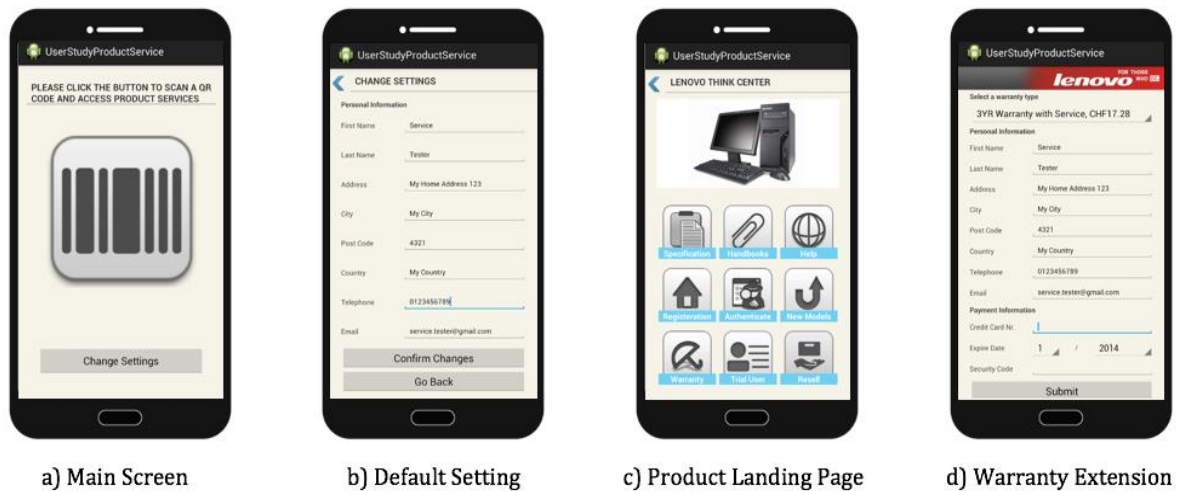 UserStudyProductService
PLEASE CLICK THE BUTTON TO SCAN A QR
CODE AND ACCESS PRODUCT SERVICES
Change Settings
a) Main Screen
UserStudyProductService
CHANGE SETTINGS
Personal Information
First Name Service
Last Name Tester
Address My Home Address 123
City My City
Post Code 4321
Country My Country
Telephone 0123456789
Email service.tester@gmail.com
Confirm Changes
Go Back
b) Default Setting
UserStudyProductService
LENOVO THINK CENTER
Specification Handbooks Help
Registeration Authenticate New Models
Warranty Trial User Resell
c) Product Landing Page
UserStudyProductService
lenovo FOR THOSE
WHO DO
Select a warranty type
3YR Warranty with Service, CHF17.28
Personal Information
First Name Service
Last Name Tester
Address My Home Address 123
City My City
Post Code 4321
Country My Country
Telephone 0123456789
Email service.tester@gmail.com
Payment Information
Credit Card Nr.
Expire Date 1 / 2014
Security Code
Submit
d) Warranty Extension